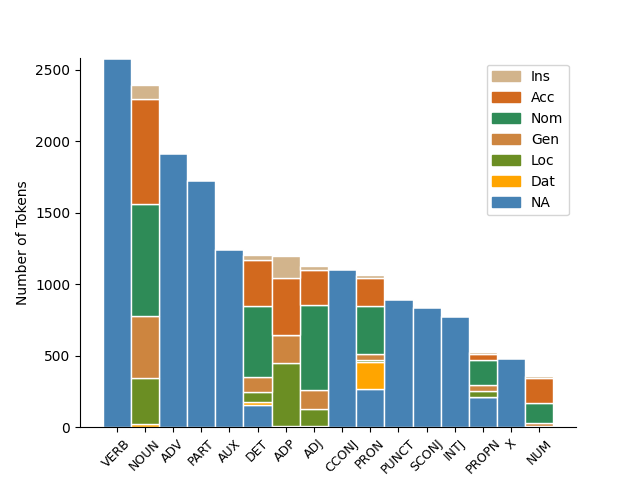 Number of Tokens
2500
2000
1500
1000
500
0
Ins
Acc
Nom
Gen
Loc
Dat
NA
VERB
NOUN
ADV
PART
AUX
DET
ADP
ADJ
CCONJ
PRON
PUNCT
SCONJ
INTJ
PROPN
X
NUM